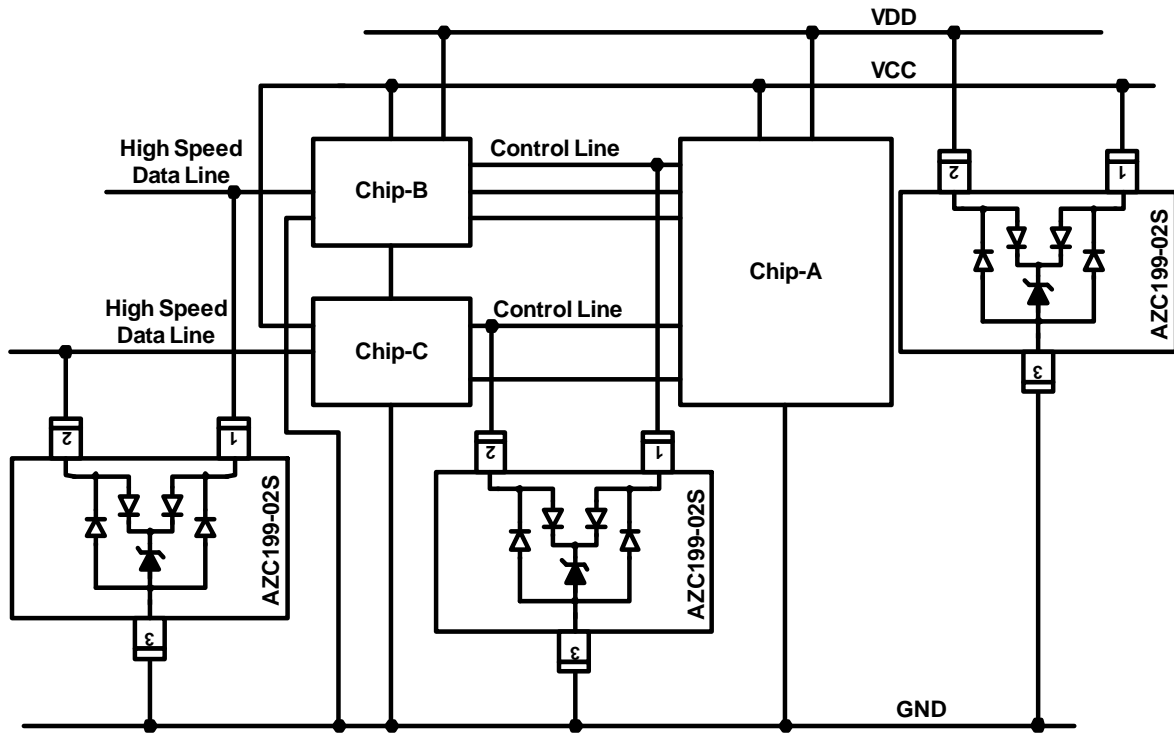 VDD
VCC
High Speed
Data Line
Control Line
Chip-B
2
1
AZC199-02S
Chip-A
High Speed
Data Line
Control Line
Chip-C
3
2
1
AZC199-02S
3
2
1
AZC199-02S
3
GND